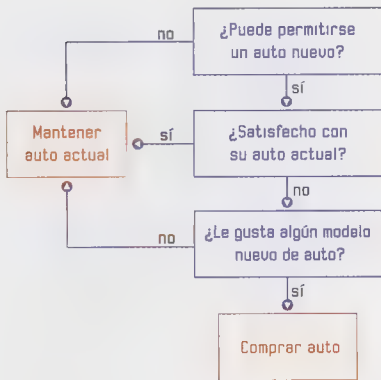 ¿Puede permitirse
un auto nuevo?
no
sí
Mantener
auto actual
sí
¿Satisfecho con
su auto actual?
no
¿Le gusta algún modelo
nuevo de auto?
no
sí
Comprar auto